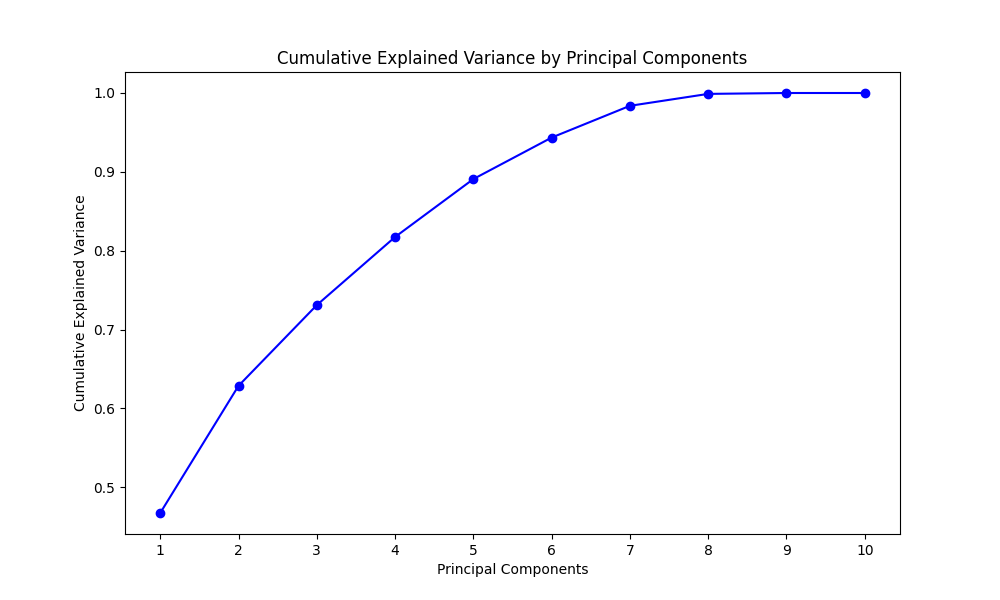 Cumulative Explained Variance by Principal Components
1.0
0.9
0.8
0.7
0.6
0.5
Cumulative Explained Variance
1 2 3 4 5 6 7 8 9 10
Principal Components